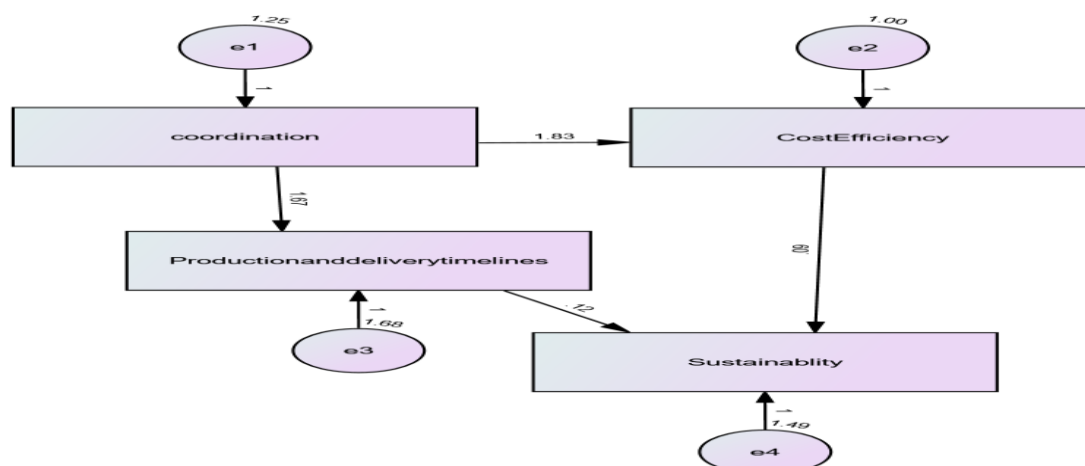 1.25
e1
1
coordination
1.83
1.00
e2
1
CostEfficiency
1.67
Productionanddeliverytimelines
1
1.68
e3
.12
Sustainablity
1
1.49
e4